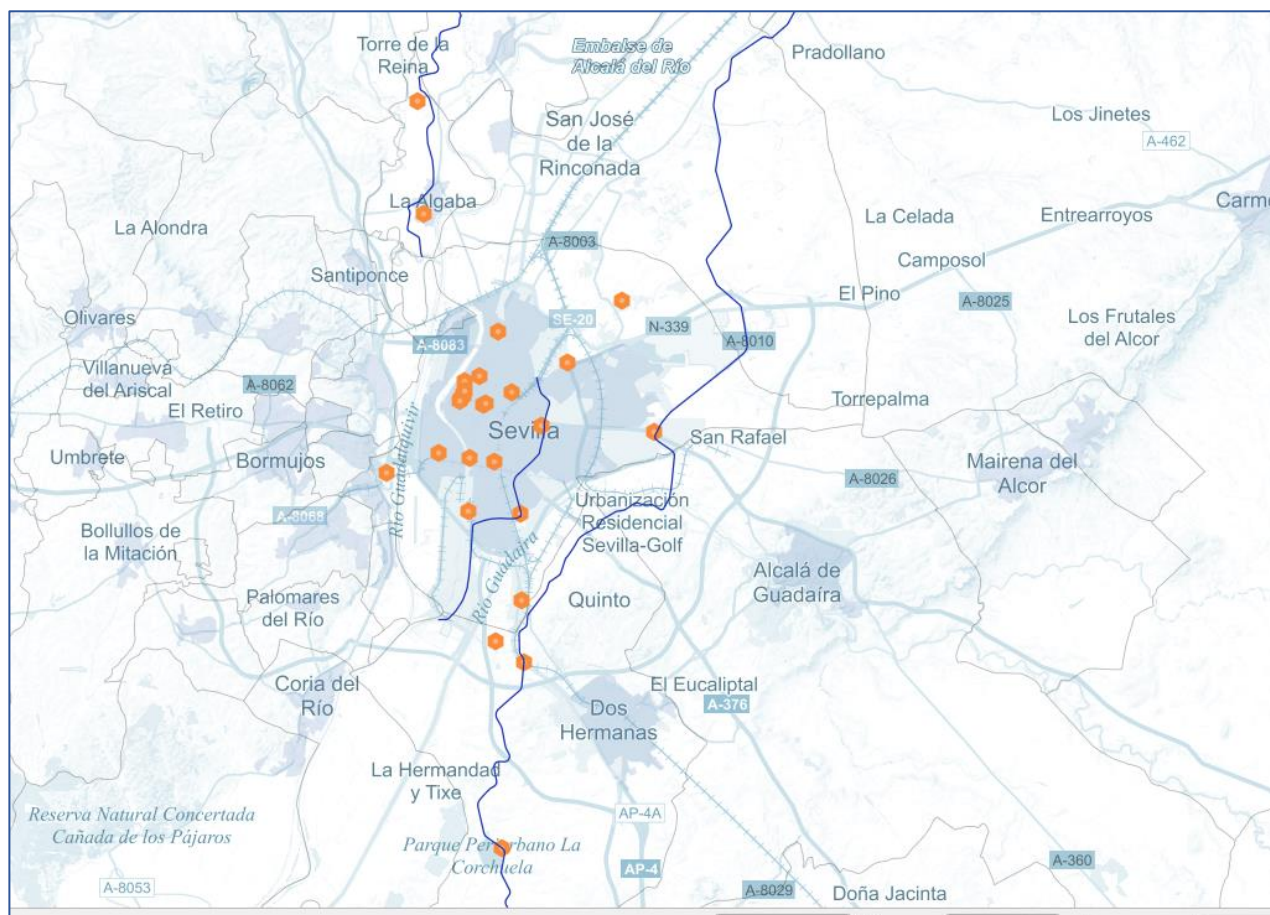 Torre de la
Reina
Embalse de
Alcalá del Río
Pradollano
San José
de la
Rinconada
Los Jinetes
A-462
La Algaba
La Alondra
La Celada
Entrearroyos
Carmo
A-8003
Camposol
Santiponce
El Pino
A-8025
Olivares
SE-20
N-339
A-8083
A-8010
Los Frutales
del Alcor
Villanueva
del Ariscal
A-8062
El Retiro
Torrepalma
Río Guadalquivir
Sevilla
San Rafael
Umbrete
Bormujos
Mairena del
Alcor
A-8026
A-8068
Urbanización
Residencial
Sevilla-Golf
Bollullos de
la Mitación
Río Guadaíra
Alcalá de
Guadaíra
Palomares
del Río
Quinto
Coria del
Río
El Eucaliptal
A-376
Dos
Hermanas
La Hermandad
y Tixe
Reserva Natural Concertada
Cañada de los Pájaros
AP-4A
Parque Periurbano La
Corchuela
AP-4
A-360
A-8053
A-8029
Doña Jacinta